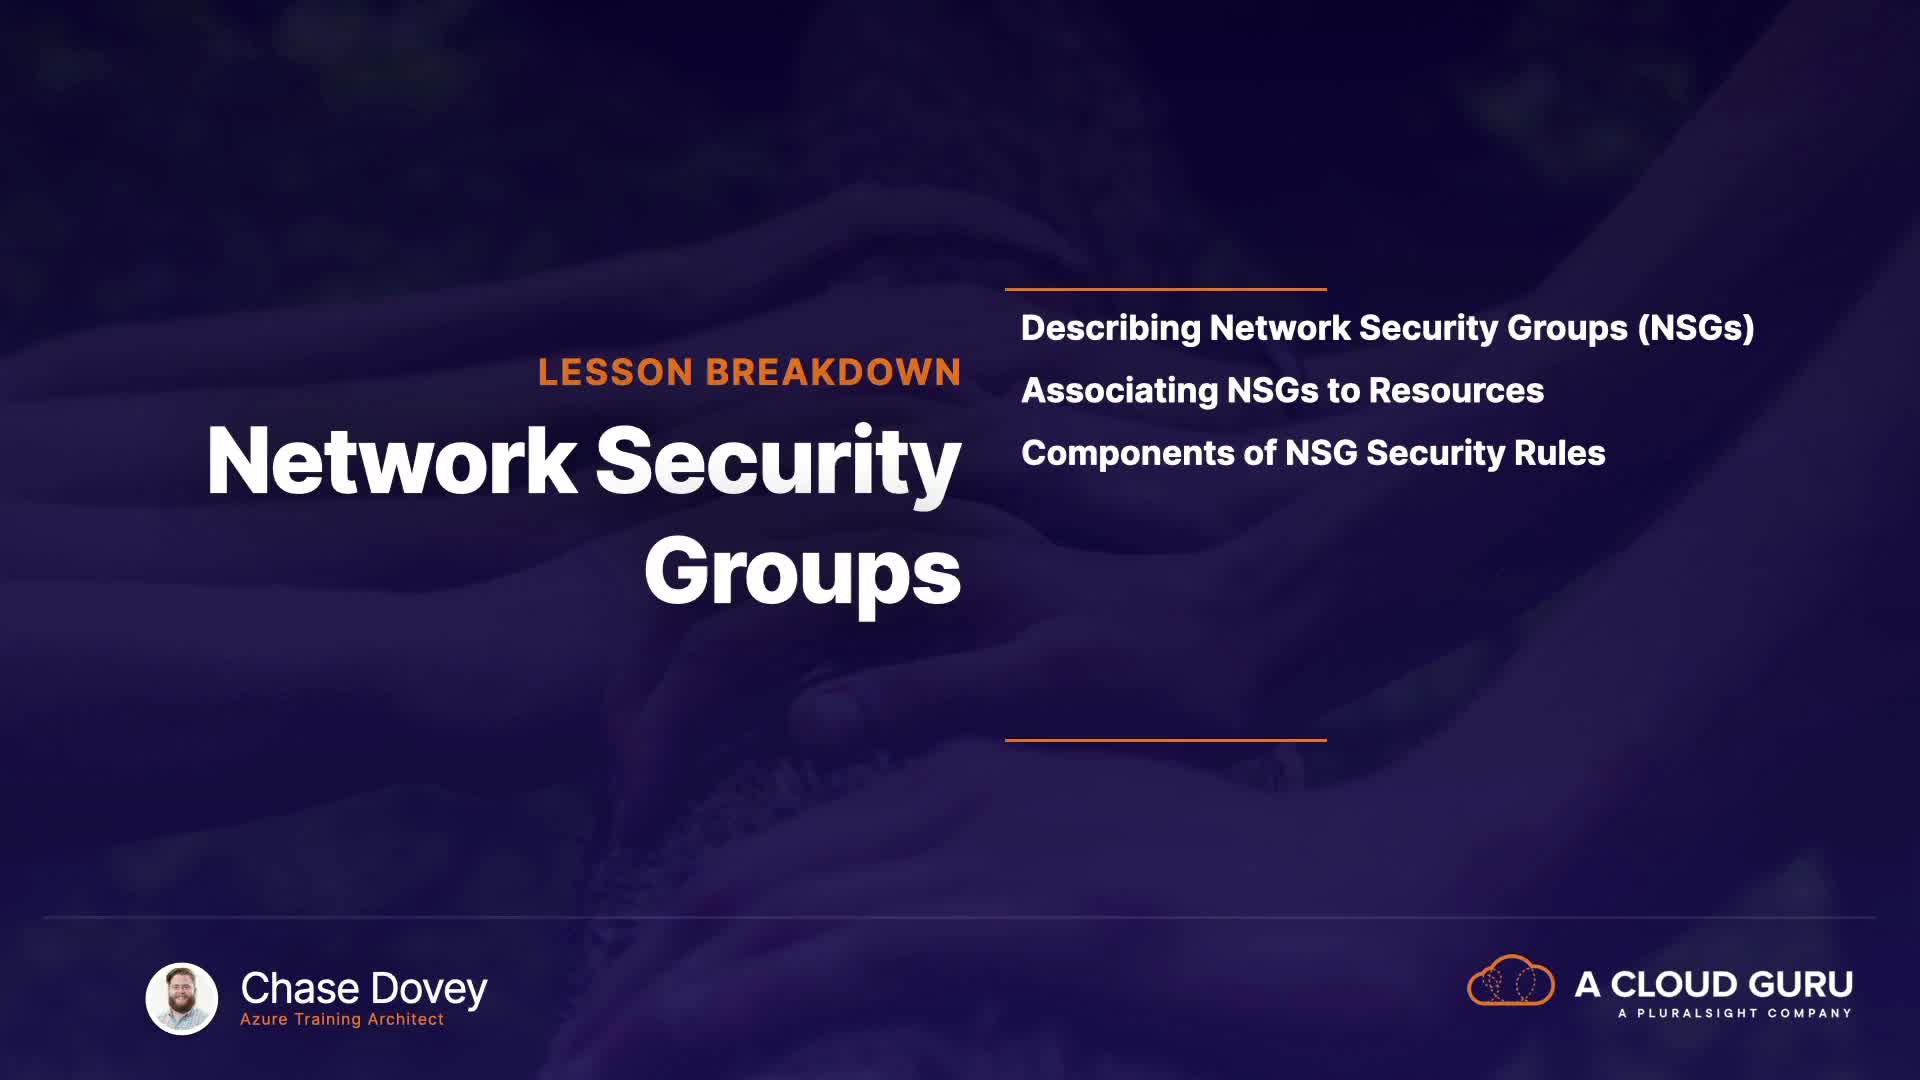 LESSON BREAKDOWN
Network Security
Groups
Describing Network Security Groups (NSGs)
Associating NSGs to Resources
Components of NSG Security Rules
Chase Dovey
Azure Training Architect
A CLOUD GURU
A PLURALSIGHT COMPANY